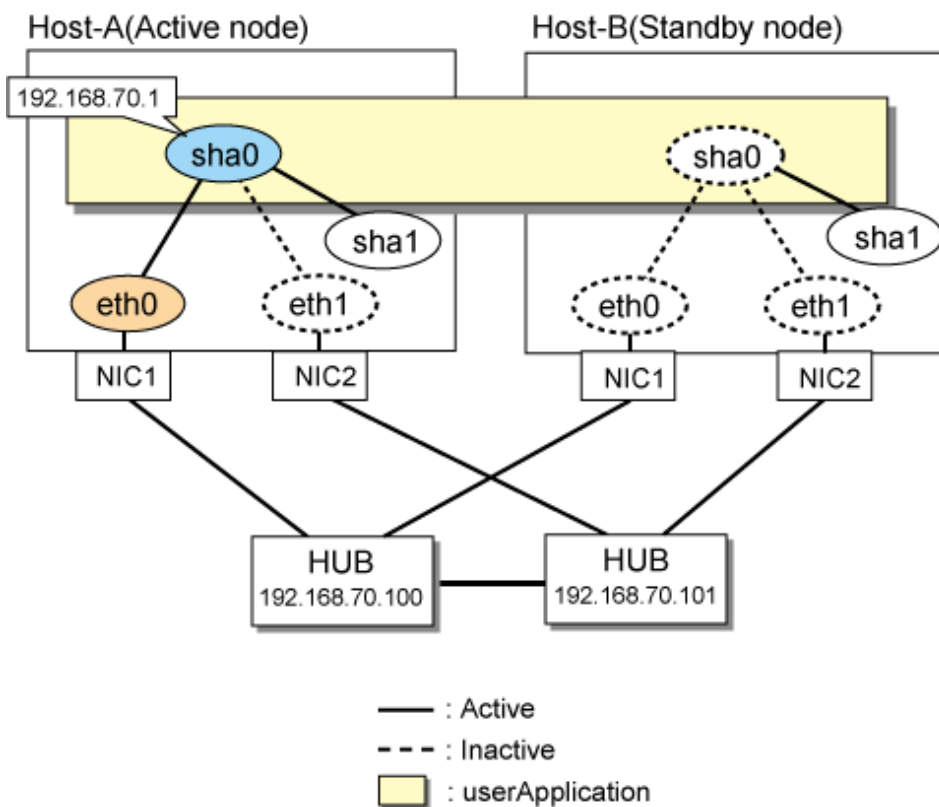 Host-A(Active node)
Host-B(Standby node)
192.168.70.1
sha0
sha0
sha1
sha1
eth0
eth1
eth0
eth1
NIC1
NIC2
NIC1
NIC2
HUB
192.168.70.100
HUB
192.168.70.101
: Active
: Inactive
: userApplication